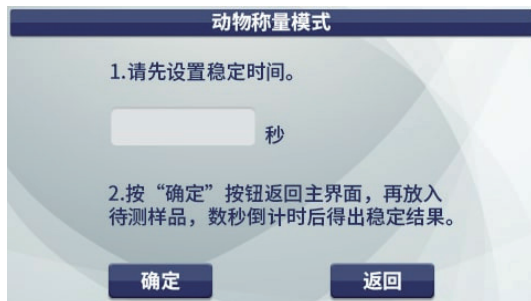 动物称量模式
1.请先设置稳定时间。
秒
2.按“确定”按钮返回主界面，再放入
待测样品，数秒倒计时后得出稳定结果。
确定 返回